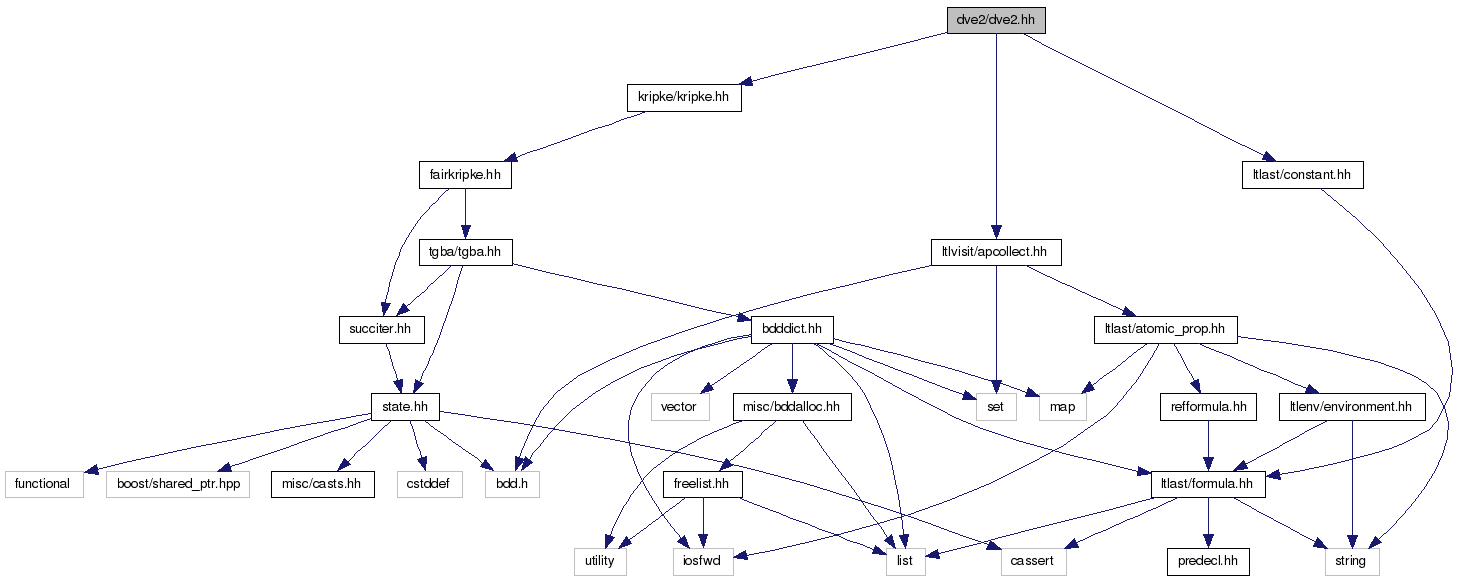 dve2/dve2.hh
kripke/kripke.hh
fairkripke.hh
ltlast/constant.hh
tgba/tgba.hh
ltlvisit/apcollect.hh
succiter.hh
bdddict.hh
ltlast/atomic_prop.hh
state.hh
vector
misc/bddalloc.hh
set
map
refformula.hh
ltlenv/environment.hh
functional
boost/shared_ptr.hpp
misc/casts.hh
cstddef
bdd.h
freelist.hh
ltlast/formula.hh
utility
iosfwd
list
cassert
predecl.hh
string